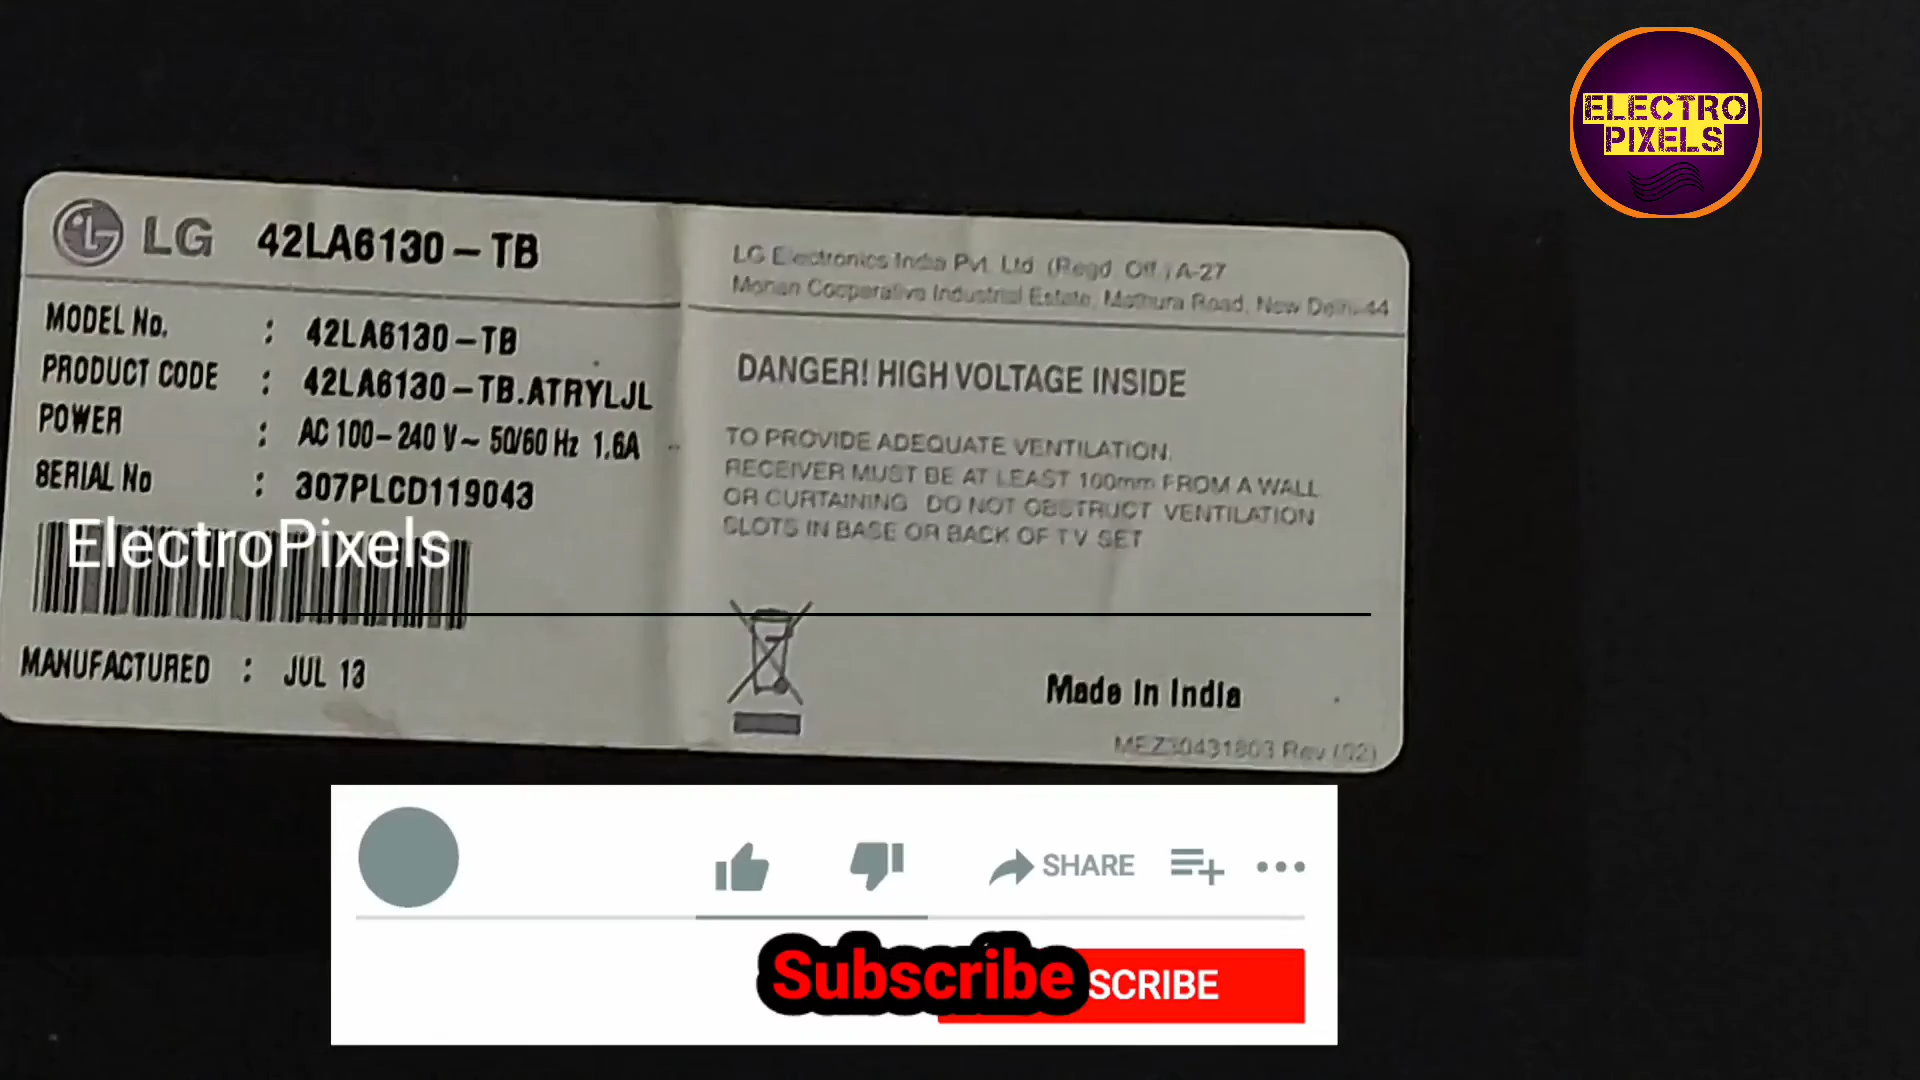 ELECTRO
PIXELS
LG 42LA6130-TB
MODEL No. : 42LA6130-TB
PRODUCT CODE : 42LA6130-TB.ATRYLJL
POWER : AC 100-240 V~ 50/60 Hz 1.6A
SERIAL No : 307PLCD119043
ElectroPixels
MANUFACTURED : JUL 13
LG Electronics India Pvt. Ltd. (Regd. Off.) A-27
Mohan Cooperative Industrial Estate, Mathura Road, New Delhi-44
DANGER! HIGH VOLTAGE INSIDE
TO PROVIDE ADEQUATE VENTILATION,
RECEIVER MUST BE AT LEAST 100mm FROM A WALL
OR CURTAINING DO NOT OBSTRUCT VENTILATION
SLOTS IN BASE OR BACK OF T.V SET
Made In India
MEZ30431803 Rev (02)
SHARE
Subscribe
SCRIBE